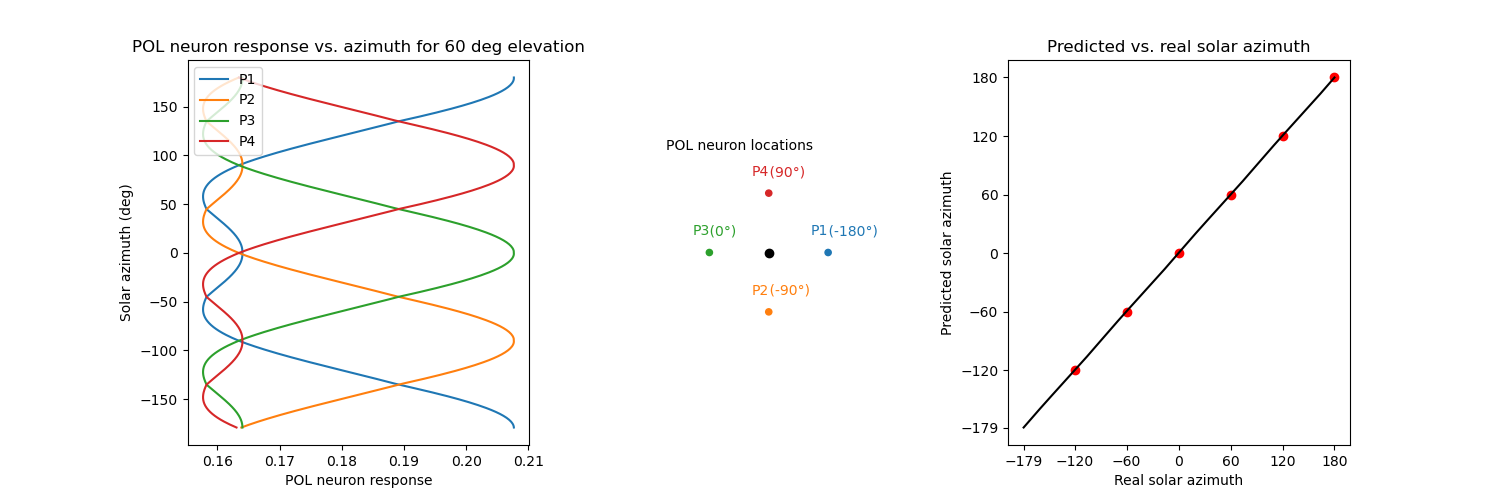 POL neuron response vs. azimuth for 60 deg elevation
P1
P2
P3
P4
150
100
50
0
−50
−100
−150
Solar azimuth (deg)
0.16 0.17 0.18 0.19 0.20 0.21
POL neuron response
POL neuron locations
P4(90°)
P3(0°)
P1(-180°)
P2(-90°)
Predicted vs. real solar azimuth
180
120
60
0
−60
−120
−179
Predicted solar azimuth
−179 −120 −60 0 60 120 180
Real solar azimuth